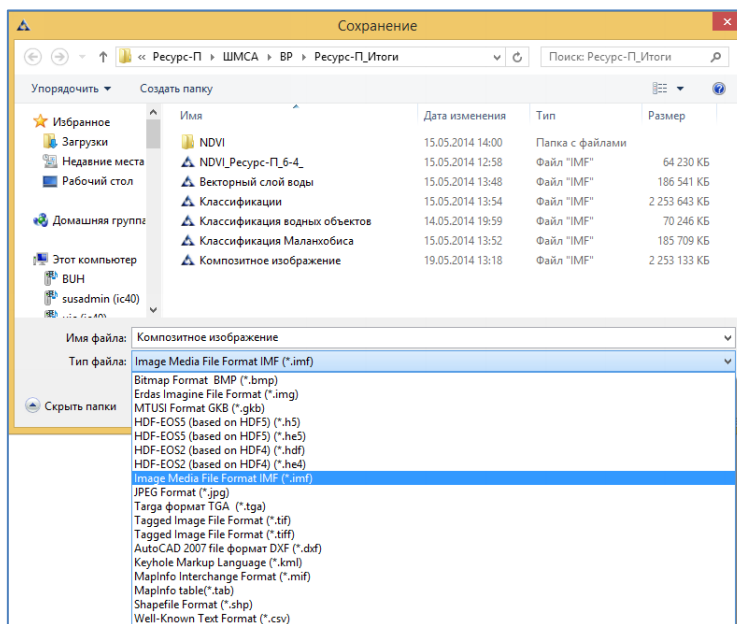 Сохранение
« Ресурс-П ▸ ШМСА ▸ ВР ▸ Ресурс-П_Итоги
Поиск: Ресурс-П_Итоги
Упорядочить
Создать папку
Имя Дата изменения Тип Размер
Избранное
Загрузки
Недавние места
Рабочий стол
Домашняя группа
Этот компьютер
BUH
susadmin (ic40)
NDVI 15.05.2014 14:00 Папка с файлами
NDVI_Ресурс-П_6-4_ 15.05.2014 12:58 Файл "IMF" 64 230 КБ
Векторный слой воды 15.05.2014 13:48 Файл "IMF" 186 541 КБ
Классификации 15.05.2014 13:54 Файл "IMF" 2 253 643 КБ
Классификация водных объектов 14.05.2014 19:59 Файл "IMF" 70 246 КБ
Классификация Маланхобиса 15.05.2014 13:52 Файл "IMF" 185 709 КБ
Композитное изображение 19.05.2014 13:18 Файл "IMF" 2 253 133 КБ
Имя файла: Композитное изображение
Тип файла: Image Media File Format IMF (*.imf)
Скрыть папки
Bitmap Format BMP (*.bmp)
Erdas Imagine File Format (*.img)
MTUSI Format GKB (*.gkb)
HDF-EOS5 (based on HDF5) (*.h5)
HDF-EOS5 (based on HDF5) (*.he5)
HDF-EOS2 (based on HDF4) (*.hdf)
HDF-EOS2 (based on HDF4) (*.he4)
Image Media File Format IMF (*.imf)
JPEG Format (*.jpg)
Targa формат TGA (*.tga)
Tagged Image File Format (*.tif)
Tagged Image File Format (*.tiff)
AutoCAD 2007 file формат DXF (*.dxf)
Keyhole Markup Language (*.kml)
MapInfo Interchange Format (*.mif)
MapInfo table(*.tab)
Shapefile Format (*.shp)
Well-Known Text Format (*.csv)